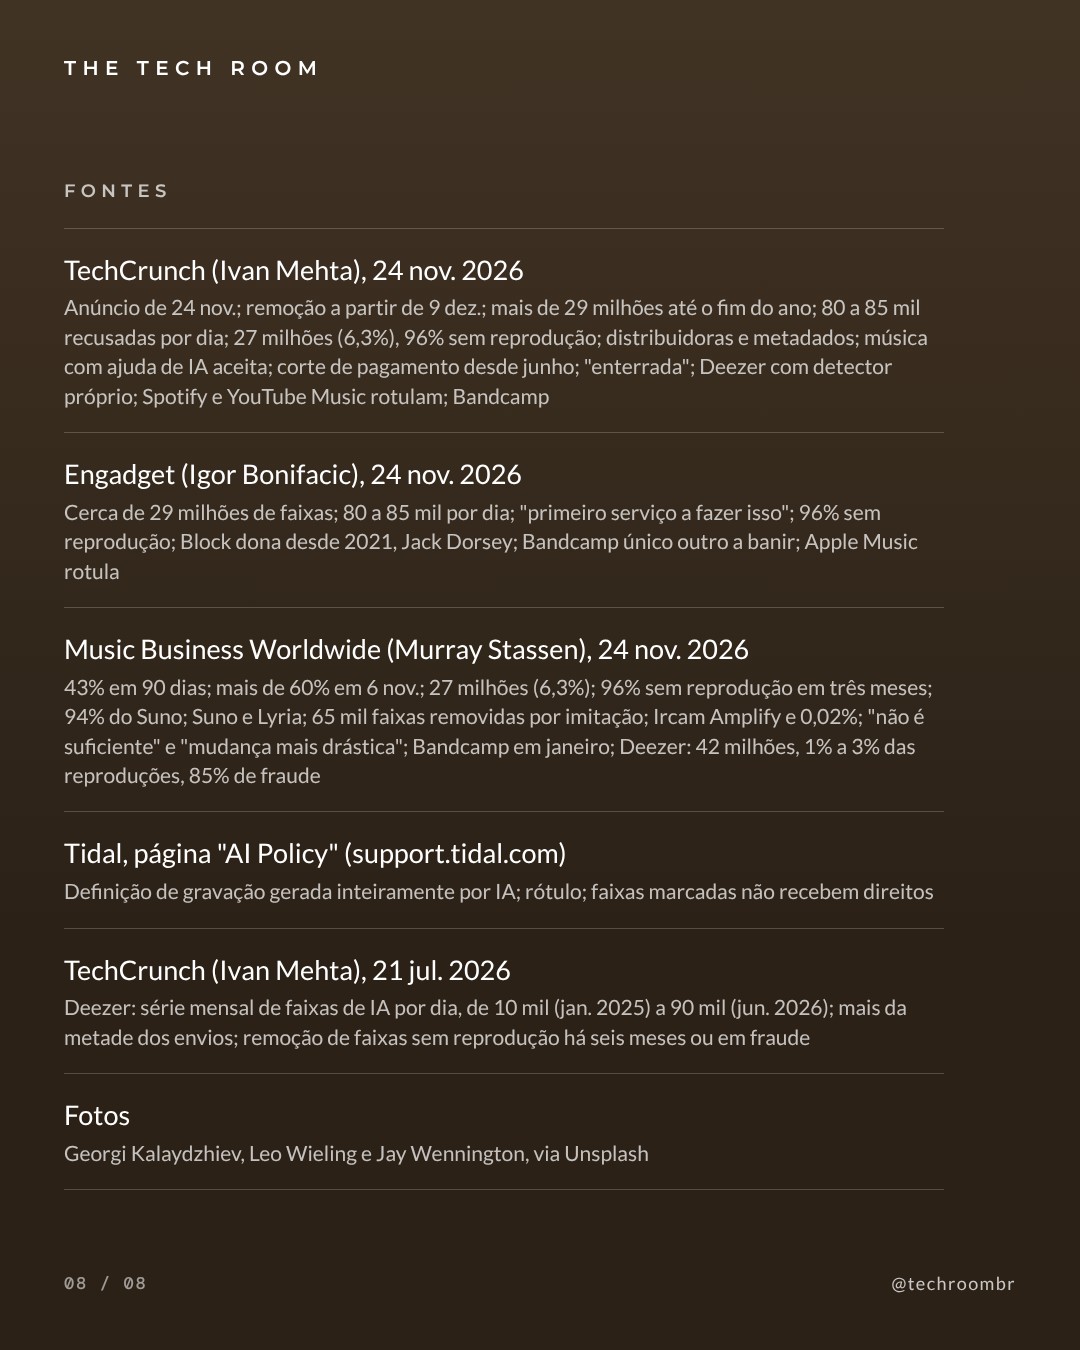 THE TECH ROOM
FONTES
TechCrunch (Ivan Mehta), 24 nov. 2026
Anúncio de 24 nov.; remoção a partir de 9 dez.; mais de 29 milhões até o fim do ano; 80 a 85 mil
recusadas por dia; 27 milhões (6,3%), 96% sem reprodução; distribuidoras e metadados; música
com ajuda de IA aceita; corte de pagamento desde junho; "enterrada"; Deezer com detector
próprio; Spotify e YouTube Music rotulam; Bandcamp
Engadget (Igor Bonifacic), 24 nov. 2026
Cerca de 29 milhões de faixas; 80 a 85 mil por dia; "primeiro serviço a fazer isso"; 96% sem
reprodução; Block dona desde 2021, Jack Dorsey; Bandcamp único outro a banir; Apple Music
rotula
Music Business Worldwide (Murray Stassen), 24 nov. 2026
43% em 90 dias; mais de 60% em 6 nov.; 27 milhões (6,3%); 96% sem reprodução em três meses;
94% do Suno; Suno e Lyria; 65 mil faixas removidas por imitação; Ircam Amplify e 0,02%; "não é
suficiente" e "mudança mais drástica"; Bandcamp em janeiro; Deezer: 42 milhões, 1% a 3% das
reproduções, 85% de fraude
Tidal, página "AI Policy" (support.tidal.com)
Definição de gravação gerada inteiramente por IA; rótulo; faixas marcadas não recebem direitos
TechCrunch (Ivan Mehta), 21 jul. 2026
Deezer: série mensal de faixas de IA por dia, de 10 mil (jan. 2025) a 90 mil (jun. 2026); mais da
metade dos envios; remoção de faixas sem reprodução há seis meses ou em fraude
Fotos
Georgi Kalaydzhiev, Leo Wieling e Jay Wennington, via Unsplash
08 / 08
@techroombr